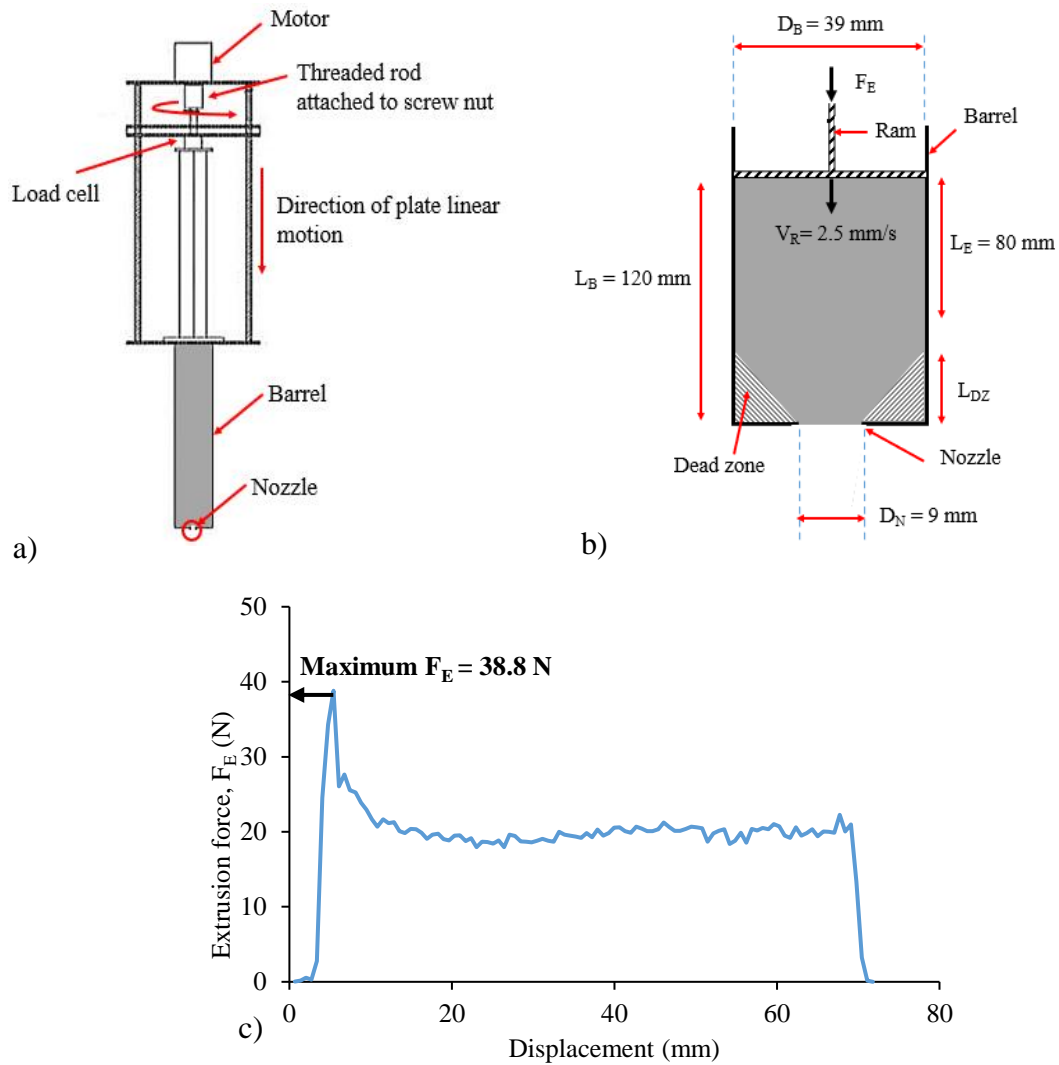 Motor
Threaded rod
attached to screw nut
Load cell
Direction of plate linear
motion
Barrel
Nozzle
a)
D_B = 39 mm
F_E
Ram
Barrel
V_R= 2.5 mm/s
L_E = 80 mm
L_B = 120 mm
L_DZ
Dead zone
Nozzle
D_N = 9 mm
b)
50
40
30
20
10
0
Maximum F_E = 38.8 N
Extrusion force, F_E (N)
0 20 40 60 80
Displacement (mm)
c)